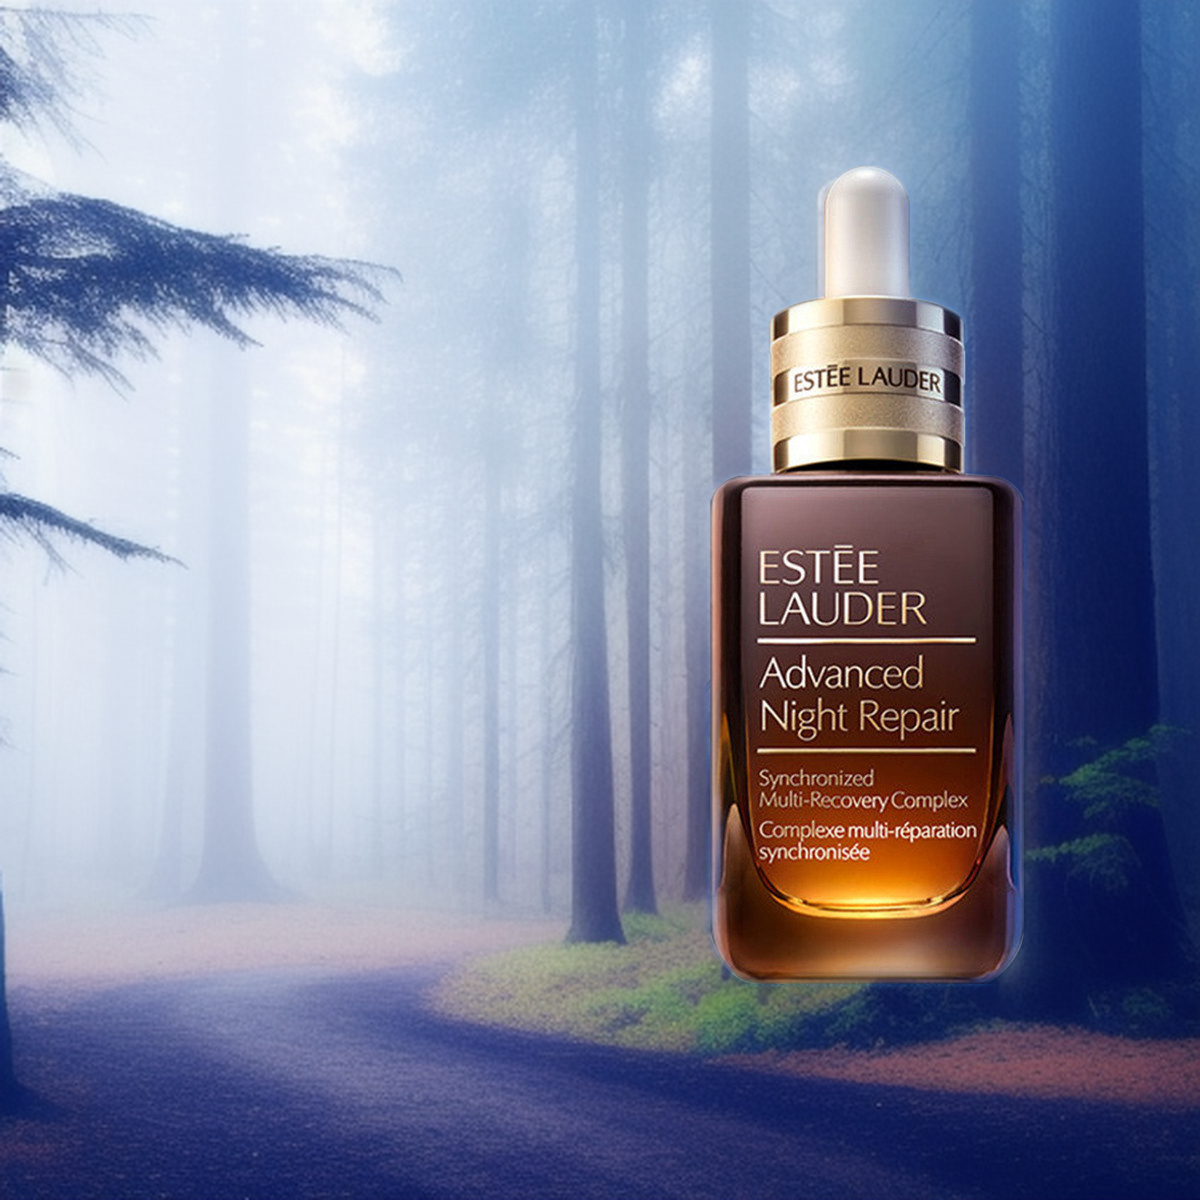 ESTĒE LAUDER
ESTĒE
LAUDER
Advanced
Night Repair
Synchronized
Multi-Recovery Complex
Complexe multi-réparation
synchronisée